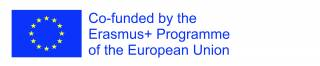 Co-funded by the
Erasmus+ Programme
of the European Union